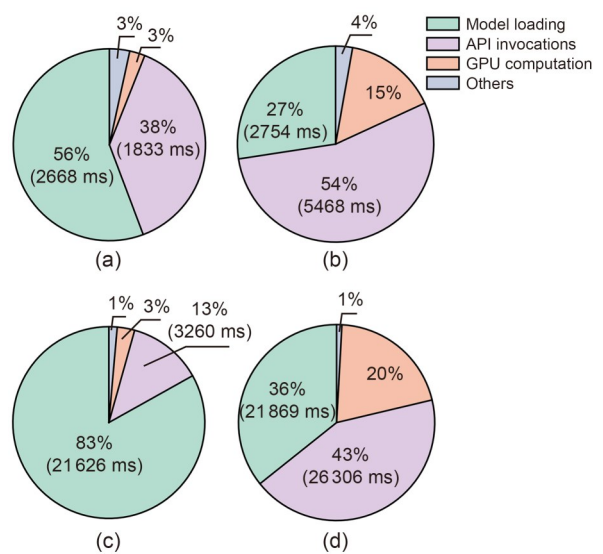 3%
3%
38%
(1833 ms)
56%
(2668 ms)
(a)
4%
15%
27%
(2754 ms)
54%
(5468 ms)
(b)
Model loading
API invocations
GPU computation
Others
1%
3%
13%
(3260 ms)
83%
(21 626 ms)
(c)
1%
20%
36%
(21 869 ms)
43%
(26 306 ms)
(d)